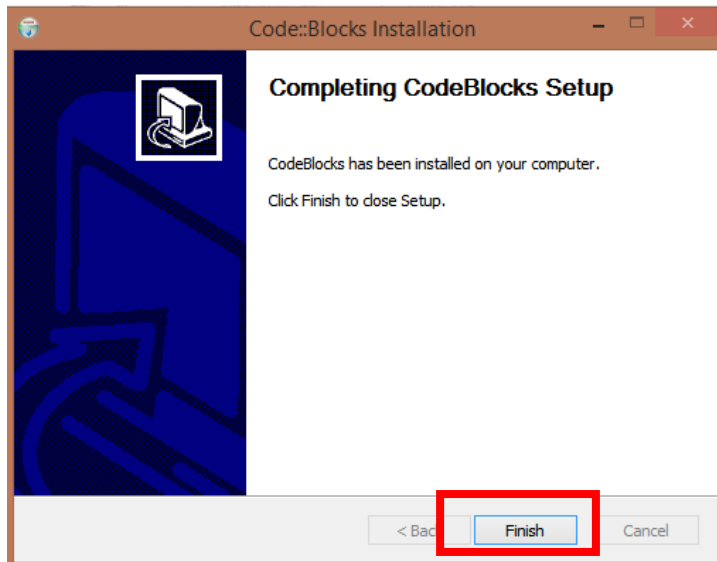 Code::Blocks Installation
Completing CodeBlocks Setup
CodeBlocks has been installed on your computer.
Click Finish to close Setup.
< Bac Finish Cancel